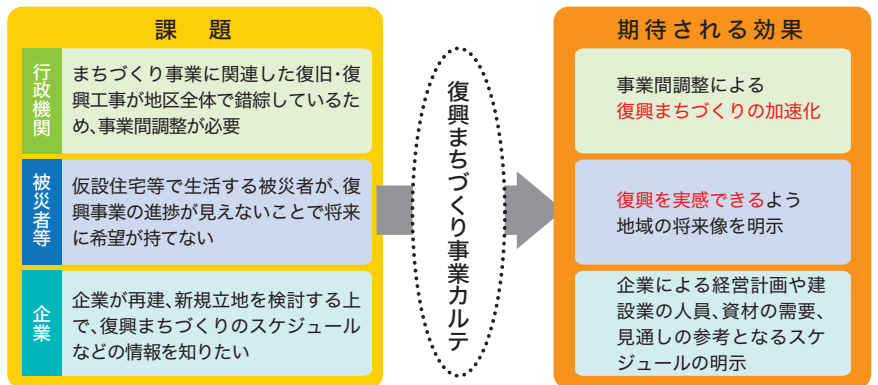 課題
行政機関
まちづくり事業に関連した復旧・復
興工事が地区全体で錯綜しているた
め、事業間調整が必要
被災者等
仮設住宅等で生活する被災者が、復
興事業の進捗が見えないことで将来
に希望が持てない
企業
企業が再建、新規立地を検討する上
で、復興まちづくりのスケジュール
などの情報を知りたい
復興まちづくり事業カルテ
期待される効果
事業間調整による
復興まちづくりの加速化
復興を実感できるよう
地域の将来像を明示
企業による経営計画や建
設業の人員、資材の需要、
見通しの参考となるスケ
ジュールの明示